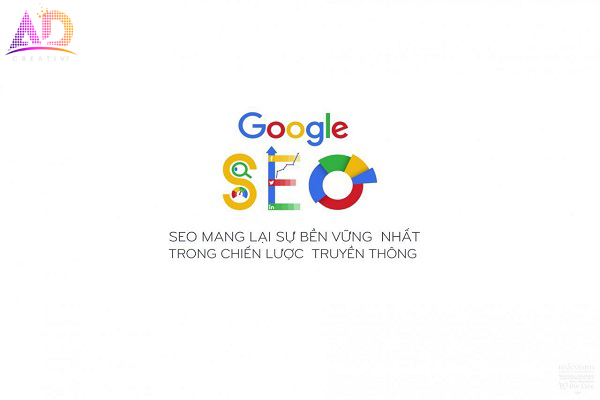 AD
CREATIVE
Google
SEO
SEO MANG LẠI SỰ BỀN VỮNG NHẤT
TRONG CHIẾN LƯỢC TRUYỀN THÔNG